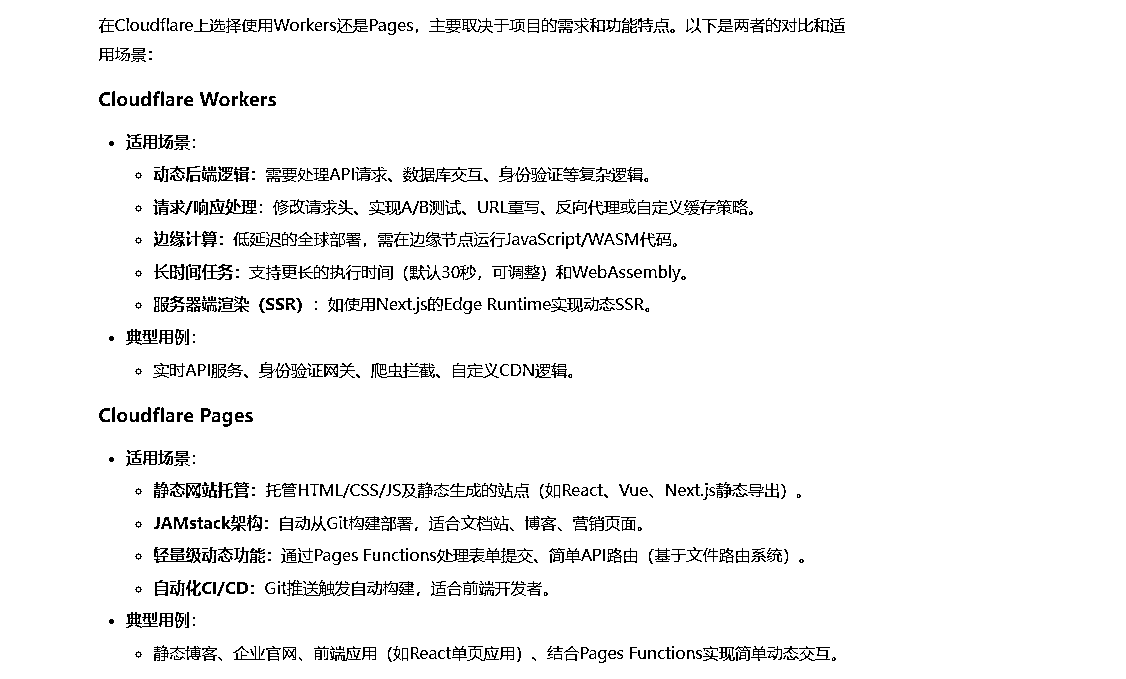 在Cloudflare上选择使用Workers还是Pages，主要取决于项目的需求和功能特点。以下是两者的对比和适
用场景：
Cloudflare Workers
• 适用场景：
◦ 动态后端逻辑：需要处理API请求、数据库交互、身份验证等复杂逻辑。
◦ 请求/响应处理：修改请求头、实现A/B测试、URL重写、反向代理或自定义缓存策略。
◦ 边缘计算：低延迟的全球部署，需在边缘节点运行JavaScript/WASM代码。
◦ 长时间任务：支持更长的执行时间（默认30秒，可调整）和WebAssembly。
◦ 服务器端渲染（SSR）：如使用Next.js的Edge Runtime实现动态SSR。
• 典型用例：
◦ 实时API服务、身份验证网关、爬虫拦截、自定义CDN逻辑。
Cloudflare Pages
• 适用场景：
◦ 静态网站托管：托管HTML/CSS/JS及静态生成的站点（如React、Vue、Next.js静态导出）。
◦ JAMstack架构：自动从Git构建部署，适合文档站、博客、营销页面。
◦ 轻量级动态功能：通过Pages Functions处理表单提交、简单API路由（基于文件路由系统）。
◦ 自动化CI/CD：Git推送触发自动构建，适合前端开发者。
• 典型用例：
◦ 静态博客、企业官网、前端应用（如React单页应用）、结合Pages Functions实现简单动态交互。